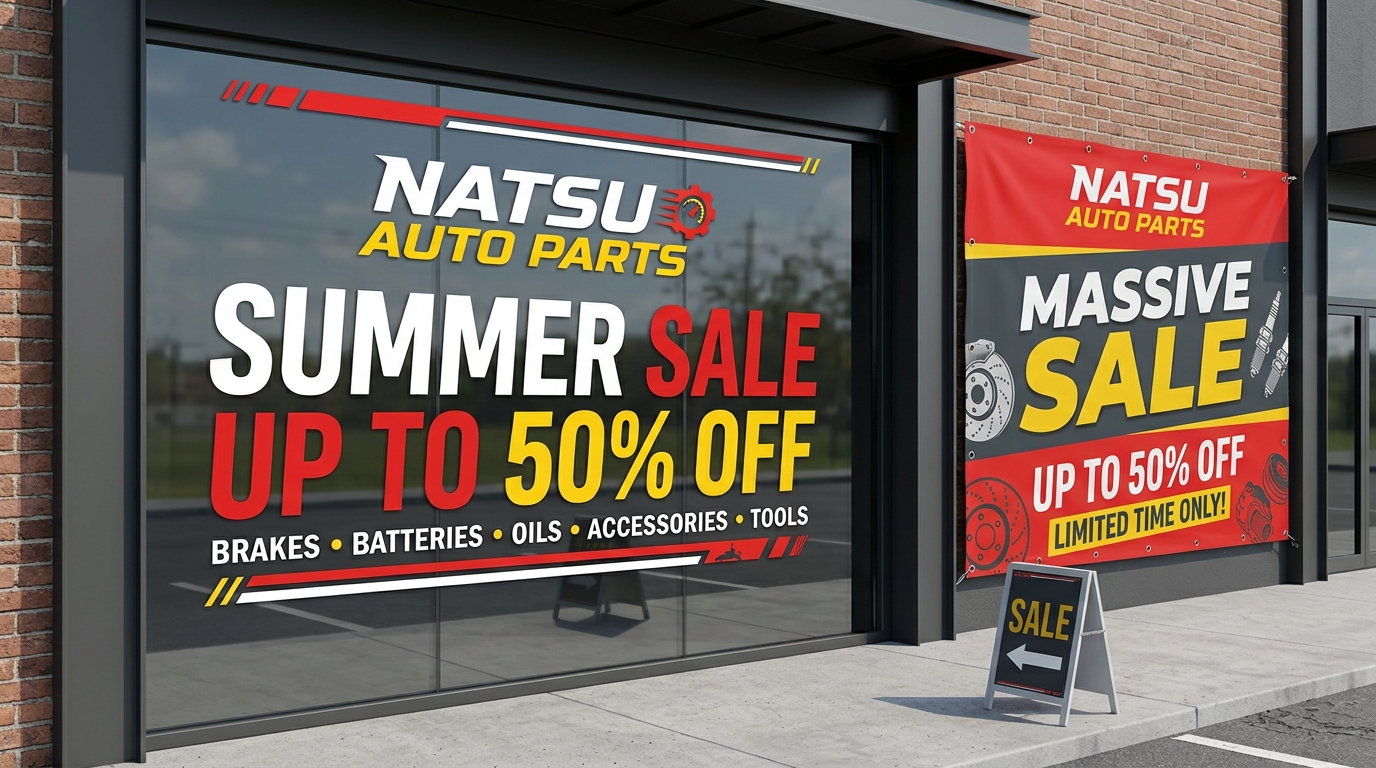 NATSU
AUTO PARTS
SUMMER SALE
UP TO 50% OFF
BRAKES • BATTERIES • OILS • ACCESSORIES • TOOLS
NATSU
AUTO PARTS
MASSIVE
SALE
UP TO 50% OFF
LIMITED TIME ONLY!
SALE